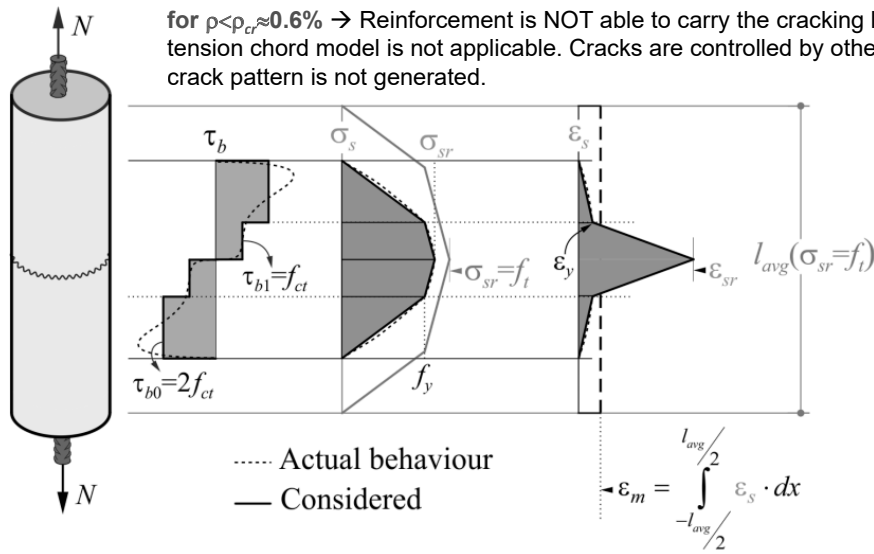 for ρ<ρcr≈0.6% → Reinforcement is NOT able to carry the cracking
tension chord model is not applicable. Cracks are controlled by othe
crack pattern is not generated.
N
τb
σs
σsr
εs
τb1=fct
σsr=ft
εy
εsr
lavg(σsr=ft)
τb0=2fct
fy
Actual behaviour
Considered
εm = ∫ εs · dx
lavg/2
-lavg/2
N